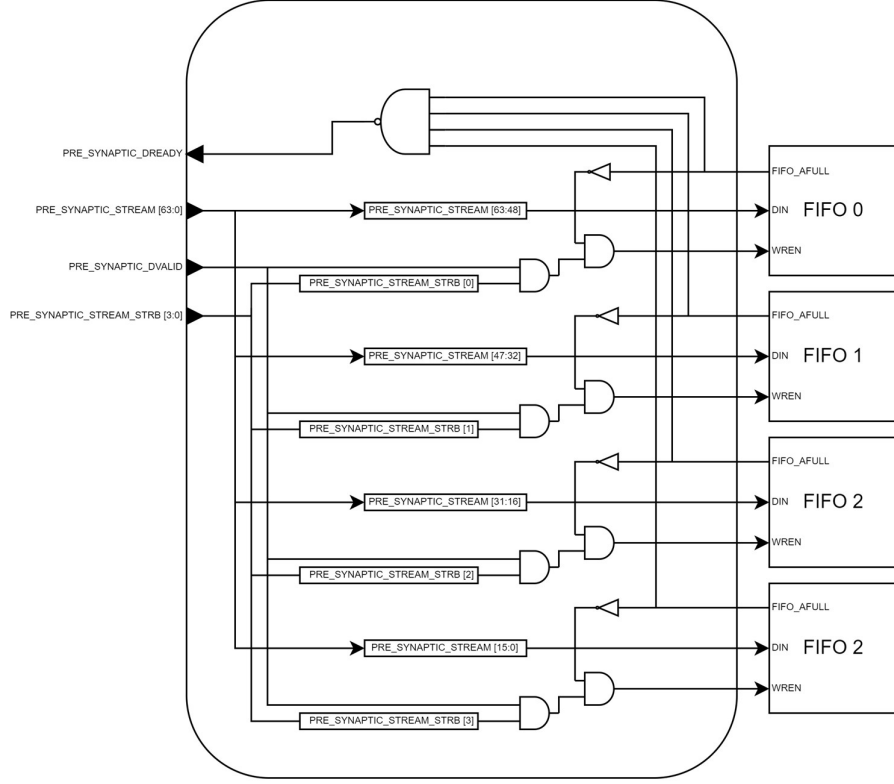 PRE_SYNAPTIC_DREADY
FIFO_AFULL
PRE_SYNAPTIC_STREAM [63:0]
PRE_SYNAPTIC_STREAM [63:48]
DIN
FIFO 0
WREN
PRE_SYNAPTIC_DVALID
PRE_SYNAPTIC_STREAM_STRB [0]
PRE_SYNAPTIC_STREAM_STRB [3:0]
FIFO_AFULL
PRE_SYNAPTIC_STREAM [47:32]
DIN
FIFO 1
WREN
PRE_SYNAPTIC_STREAM_STRB [1]
FIFO_AFULL
PRE_SYNAPTIC_STREAM [31:16]
DIN
FIFO 2
WREN
PRE_SYNAPTIC_STREAM_STRB [2]
FIFO_AFULL
PRE_SYNAPTIC_STREAM [15:0]
DIN
FIFO 2
WREN
PRE_SYNAPTIC_STREAM_STRB [3]